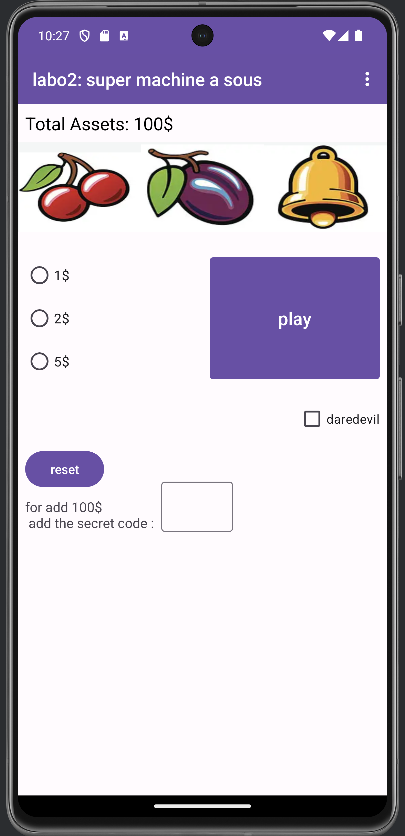 10:27
labo2: super machine a sous
Total Assets: 100$
1$
2$
play
5$
daredevil
reset
for add 100$
add the secret code :